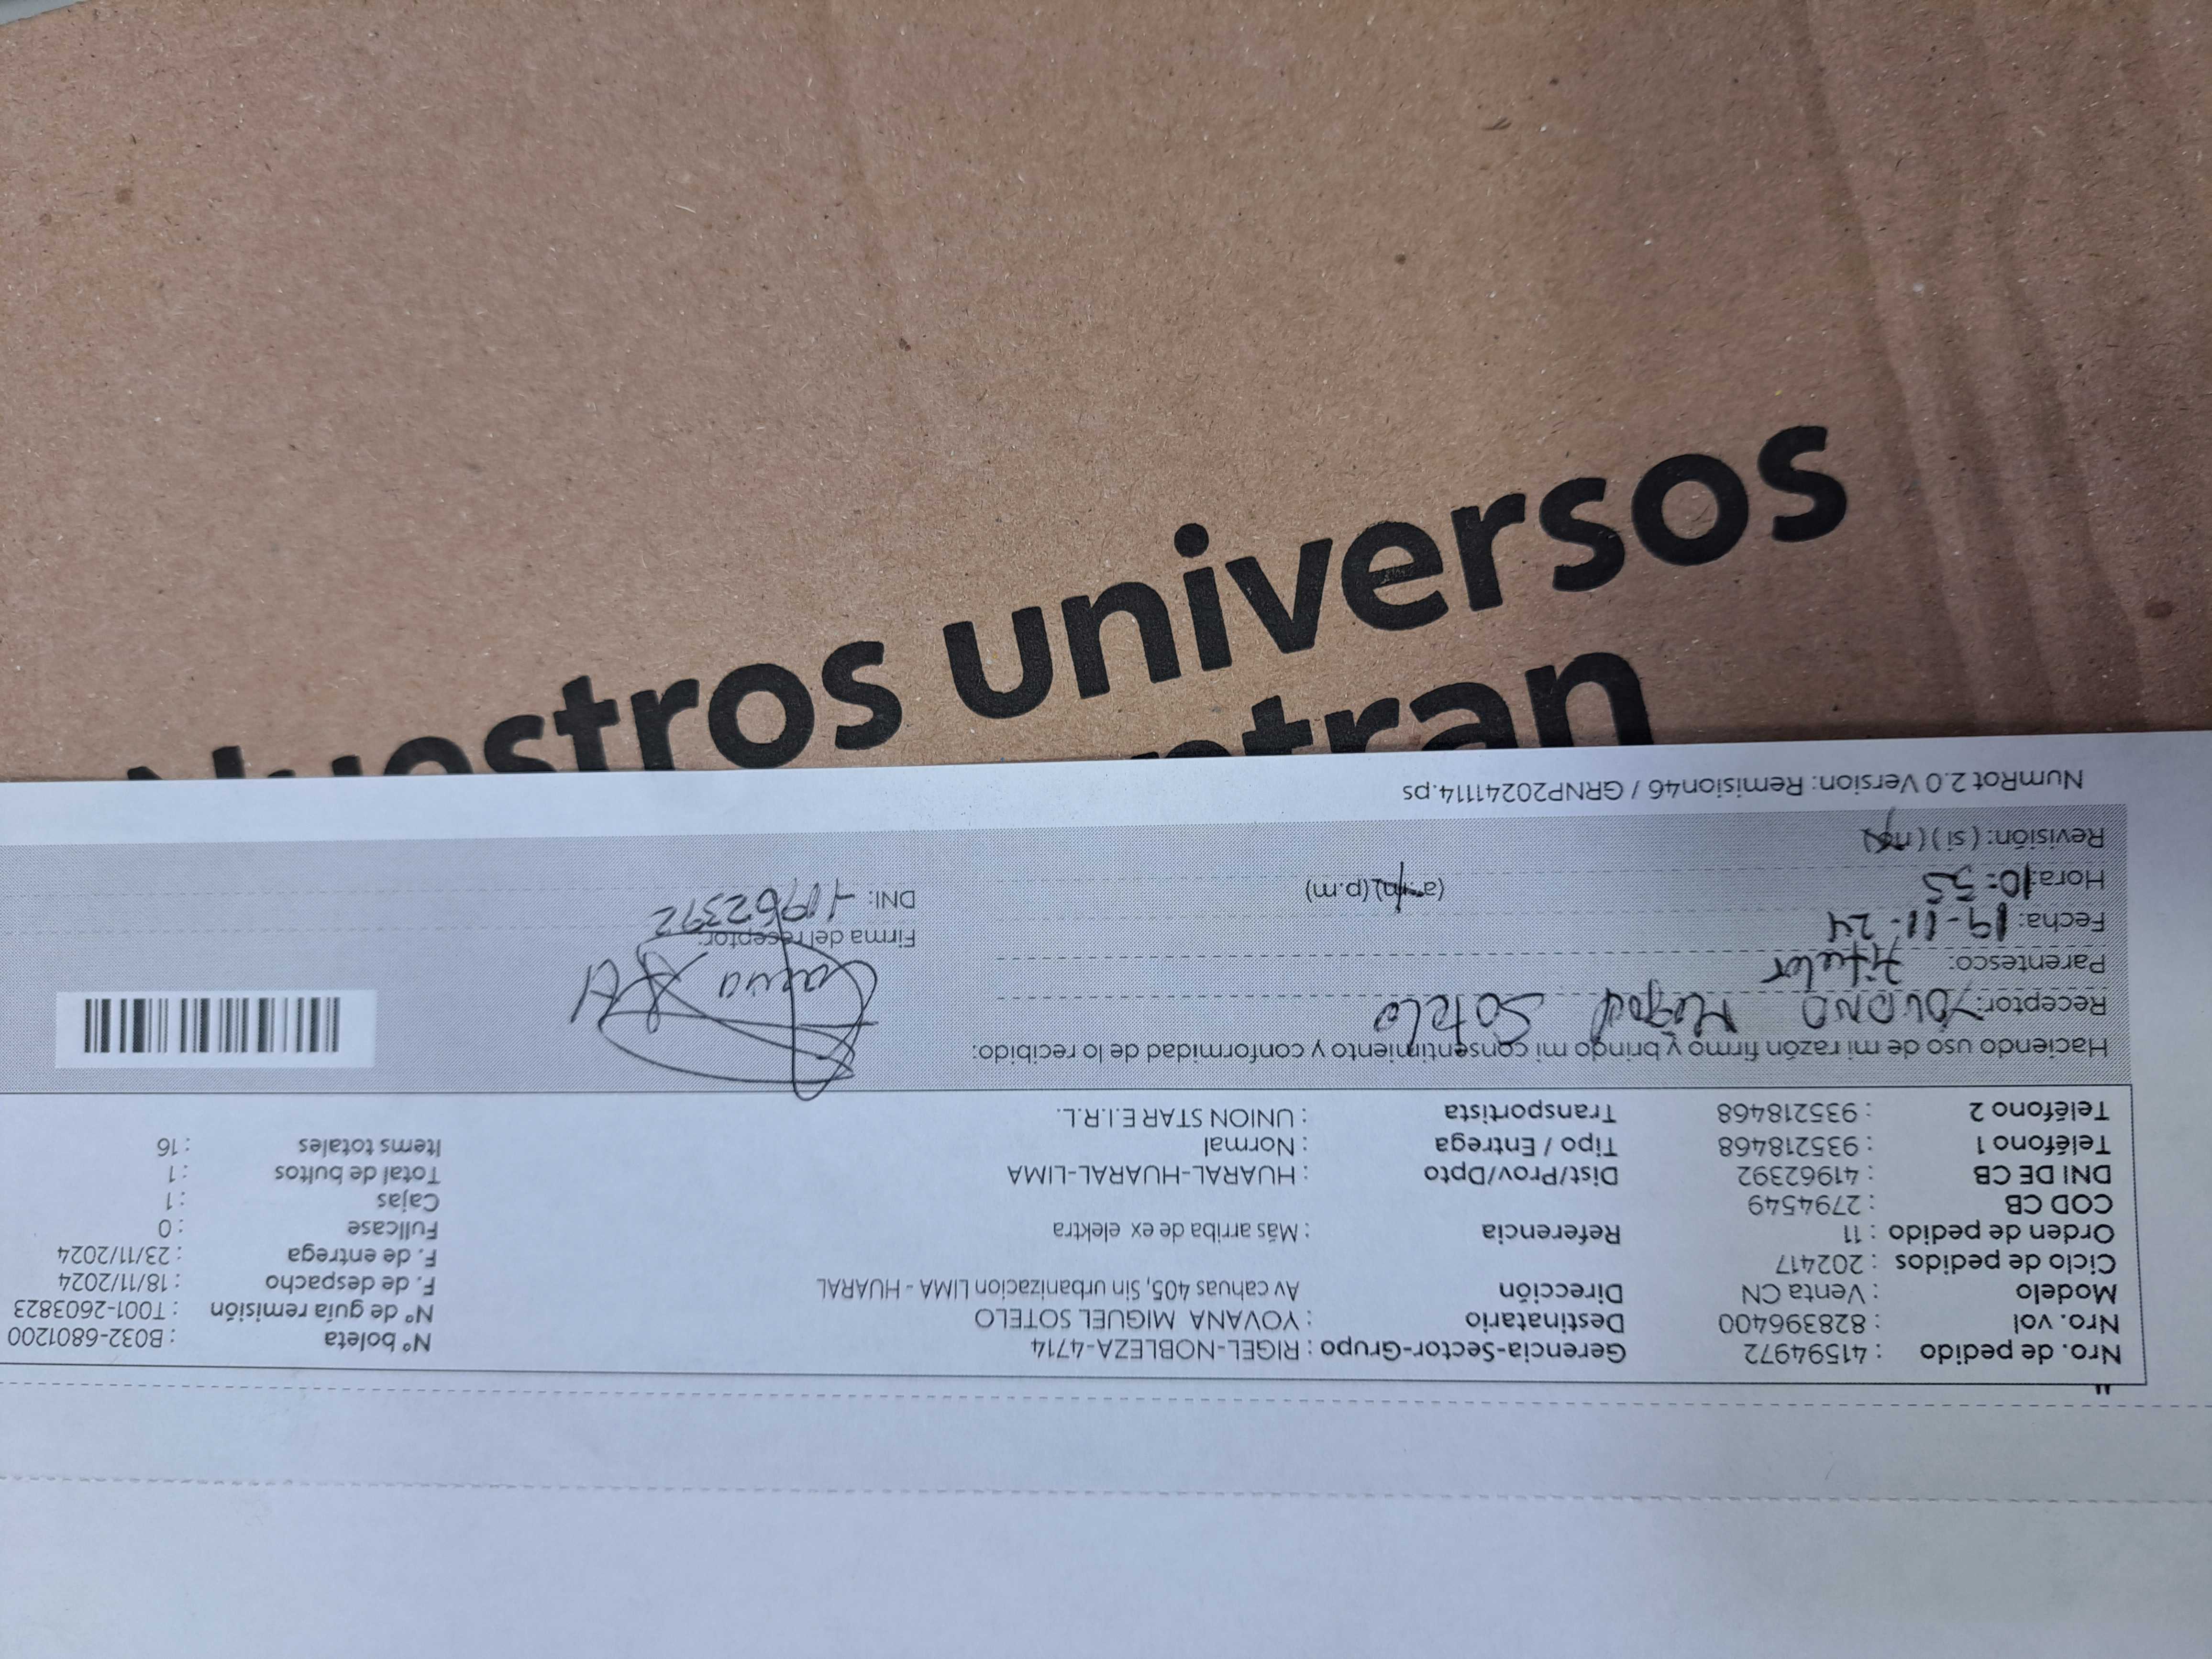 Nuestros universos
Nro. de pedido : 41594972 Gerencia-Sector-Grupo : RIGEL-NOBLEZA-4714 N° boleta : B032-6801200
Nro. vol : 828396400 Destinatario : YOVANA MIGUEL SOTELO N° de guía remisión : T001-2603823
Modelo : Venta CN Dirección Av cahuas 405, Sin urbanizacion LIMA - HUARAL F. de despacho : 18/11/2024
Ciclo de pedidos : 202417 F. de entrega : 23/11/2024
Orden de pedido : 11 Referencia : Más arriba de ex elektra Fullcase : 0
COD CB : 2794549 Cajas : 1
DNI DE CB : 41962392 Dist/Prov/Dpto : HUARAL-HUARAL-LIMA Total de bultos : 1
Teléfono 1 : 935218468 Tipo / Entrega : Normal Items totales : 16
Teléfono 2 : 935218468 Transportista : UNION STAR E.I.R.L.
Haciendo uso de mi razón firmo y bringo mi consentimiento y conformidad de lo recibido:
Receptor: Sotelo
Parentesco: Titular
Fecha: 19-11-24 Firma del receptor:
Hora: 10:55 (a.m) (p.m) DNI: 41962392
Revisión: ( si ) ( no )
NumRot 2.0 Version: Remision46 / GRNP20241114.ps